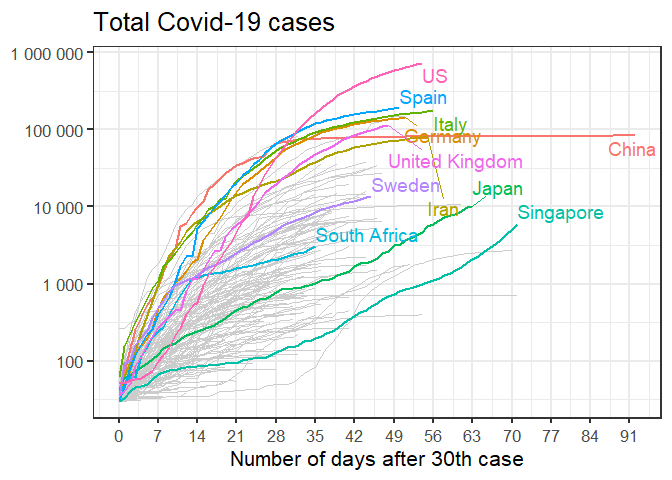 Total Covid-19 cases
1 000 000
100 000
10 000
1 000
100
US
Spain
Italy
Germany
China
United Kingdom
Sweden
Japan
Iran
Singapore
South Africa
0 7 14 21 28 35 42 49 56 63 70 77 84 91
Number of days after 30th case